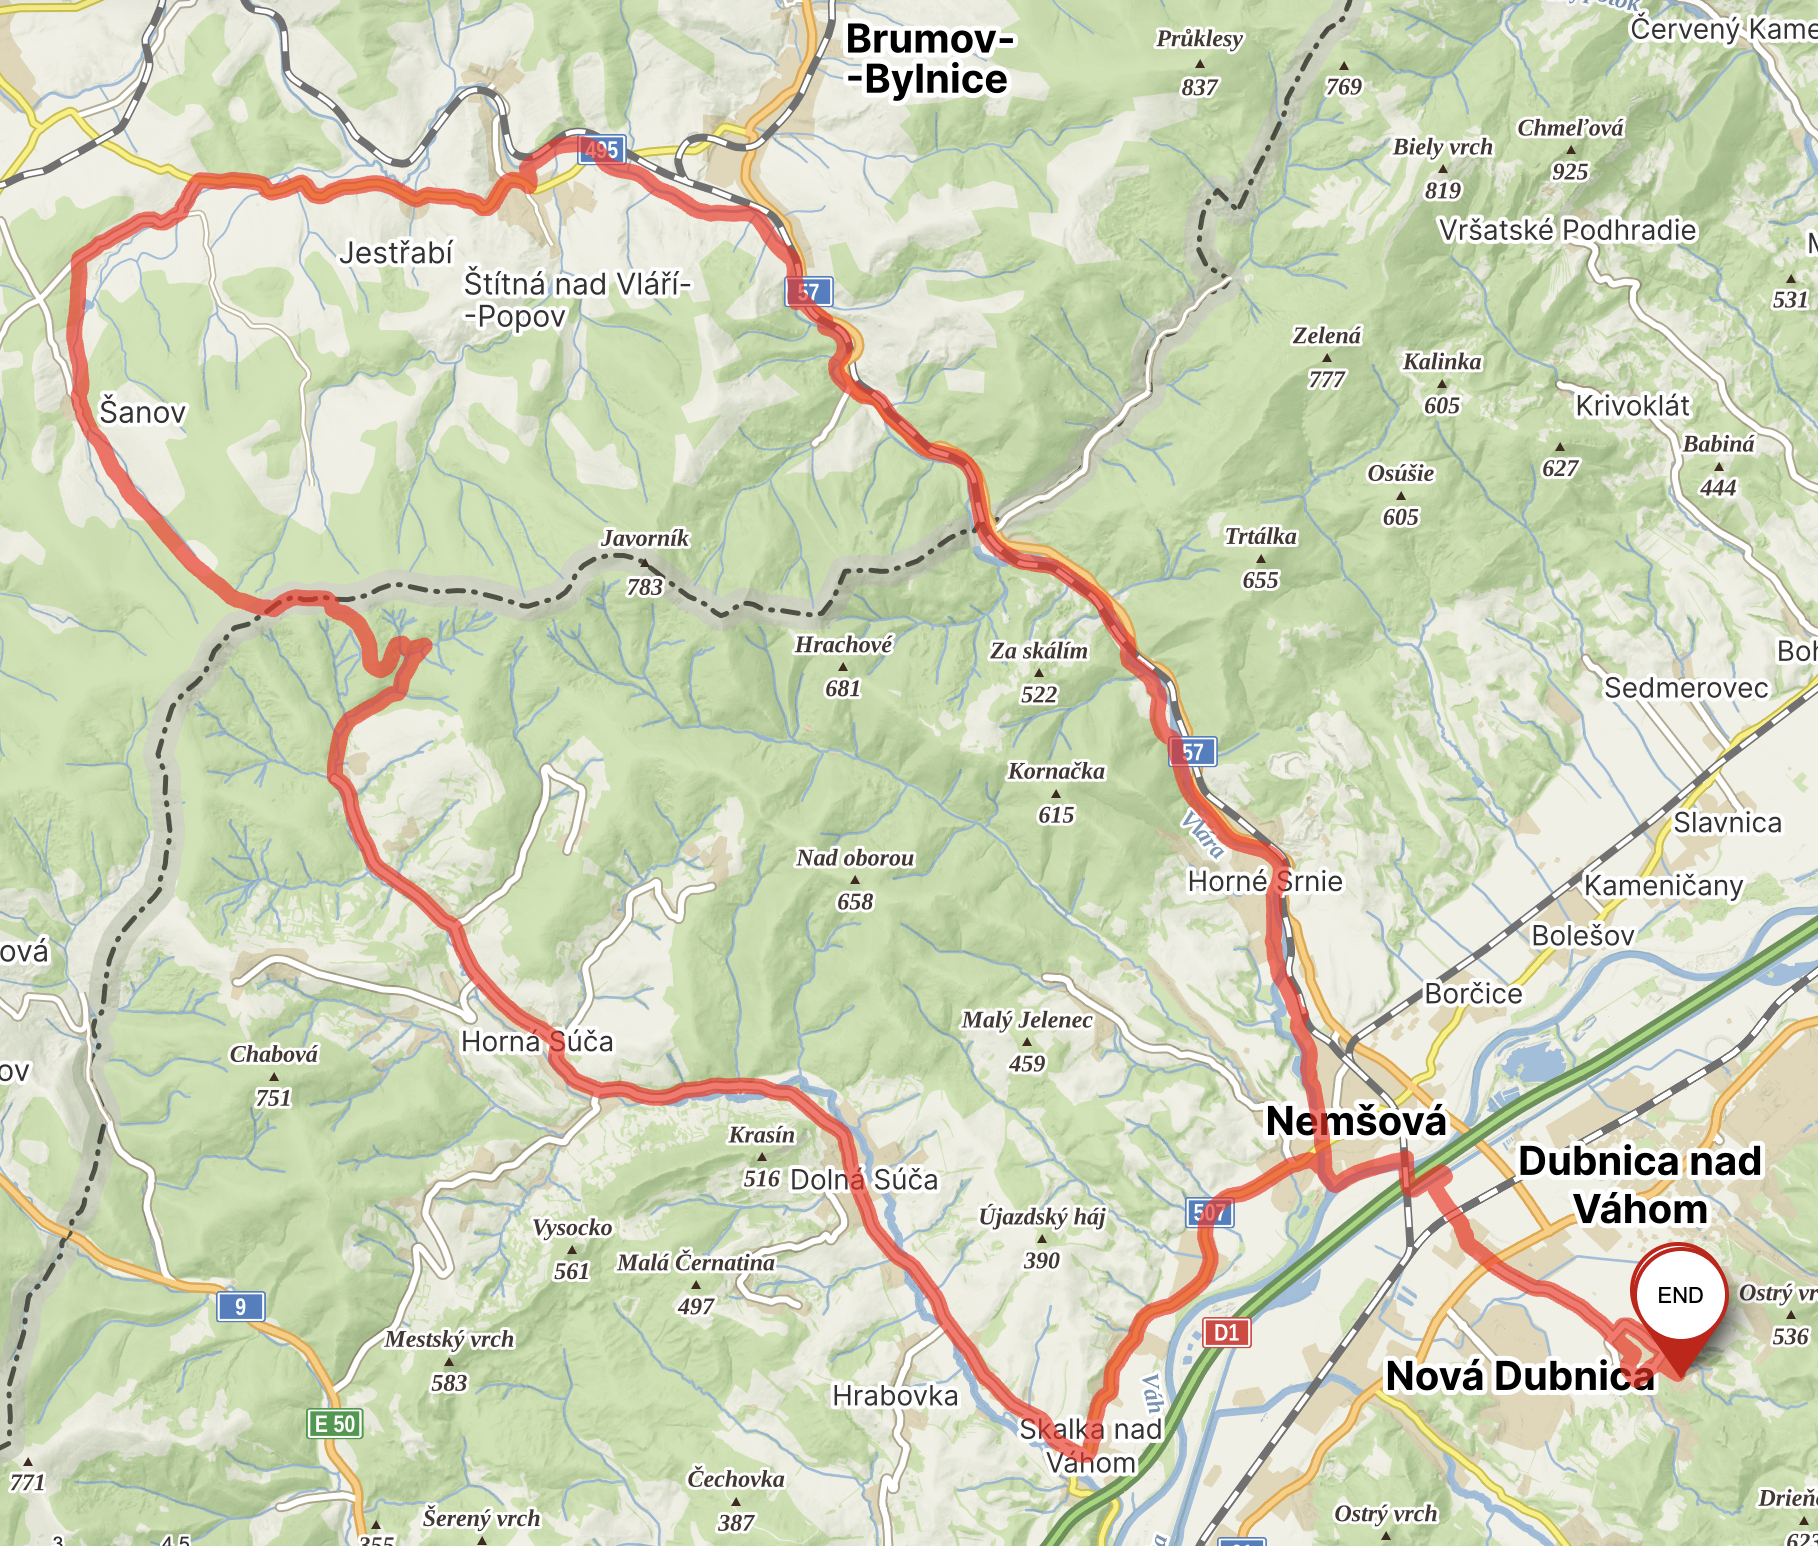 Brumov-
-Bylnice
Průklesy
837
769
Červený Kame
Chmeľová
925
Biely vrch
819
495
Vršatské Podhradie
531
Jestřabí
Štítná nad Vláří-
-Popov
57
Zelená
777
Kalinka
605
Krivoklát
Babiná
444
627
Šanov
Osúšie
605
Javorník
783
Trtálka
655
Hrachové
681
Za skálím
522
Boh
Sedmerovec
57
Kornačka
615
Vlára
Slavnica
Nad oborou
658
Horné Srnie
Kameničany
Bolešov
ová
Borčice
Malý Jelenec
459
Horná Súča
Chabová
751
ov
Nemšová
Krasín
516
Dolná Súča
Dubnica nad
Váhom
507
Újazdský háj
390
Vysocko
561
Malá Černatina
497
9
END
Ostrý vr
536
D1
Mestský vrch
583
Nová Dubnica
Hrabovka
Váh
E 50
Skalka nad
Váhom
771
Čechovka
387
Šerený vrch
355
Ostrý vrch
Drieň
622
3
4,5